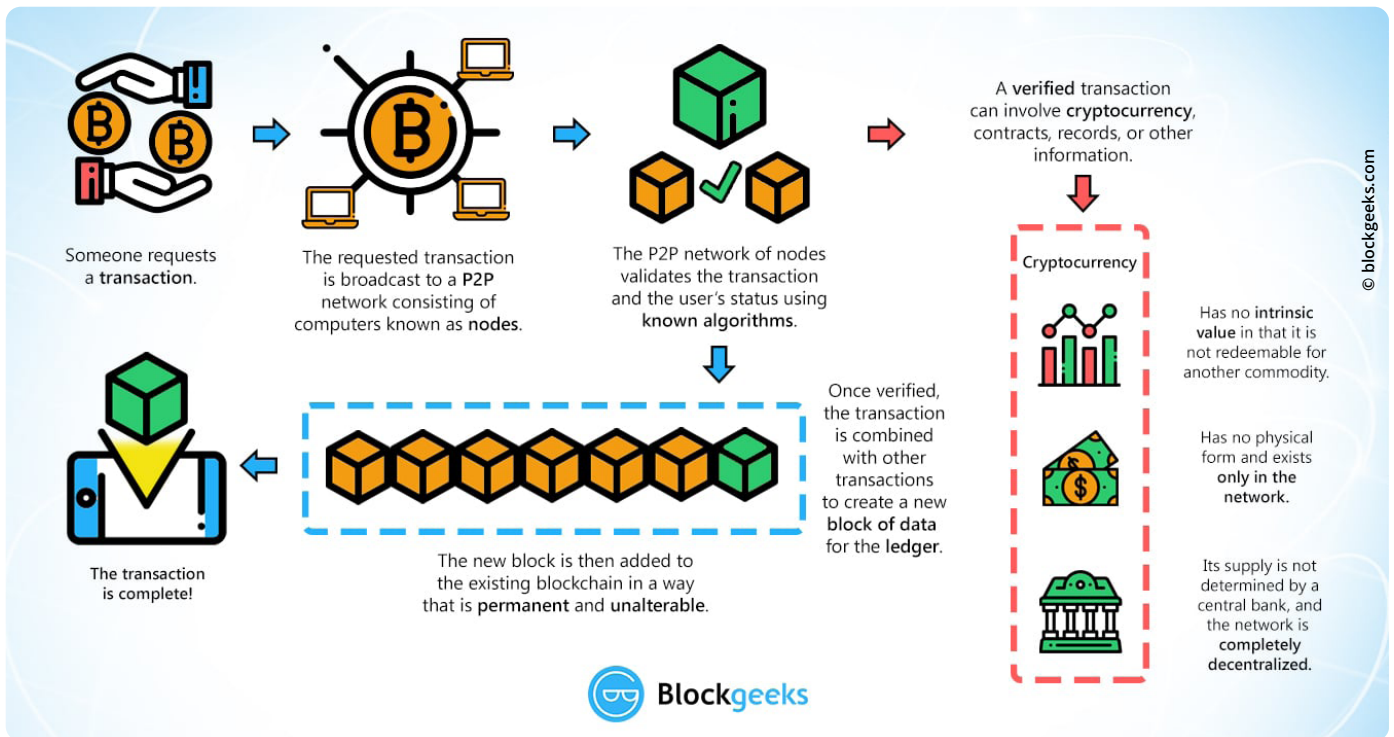 Someone requests
a transaction.
The requested transaction
is broadcast to a P2P
network consisting of
computers known as nodes.
The P2P network of nodes
validates the transaction
and the user's status using
known algorithms.
A verified transaction
can involve cryptocurrency,
contracts, records, or other
information.
Cryptocurrency
Has no intrinsic
value in that it is
not redeemable for
another commodity.
Has no physical
form and exists
only in the
network.
Its supply is not
determined by a
central bank, and
the network is
completely
decentralized.
Once verified,
the transaction
is combined
with other
transactions
to create a new
block of data
for the ledger.
The new block is then added to
the existing blockchain in a way
that is permanent and unalterable.
The transaction
is complete!
Blockgeeks
© blockgeeks.com